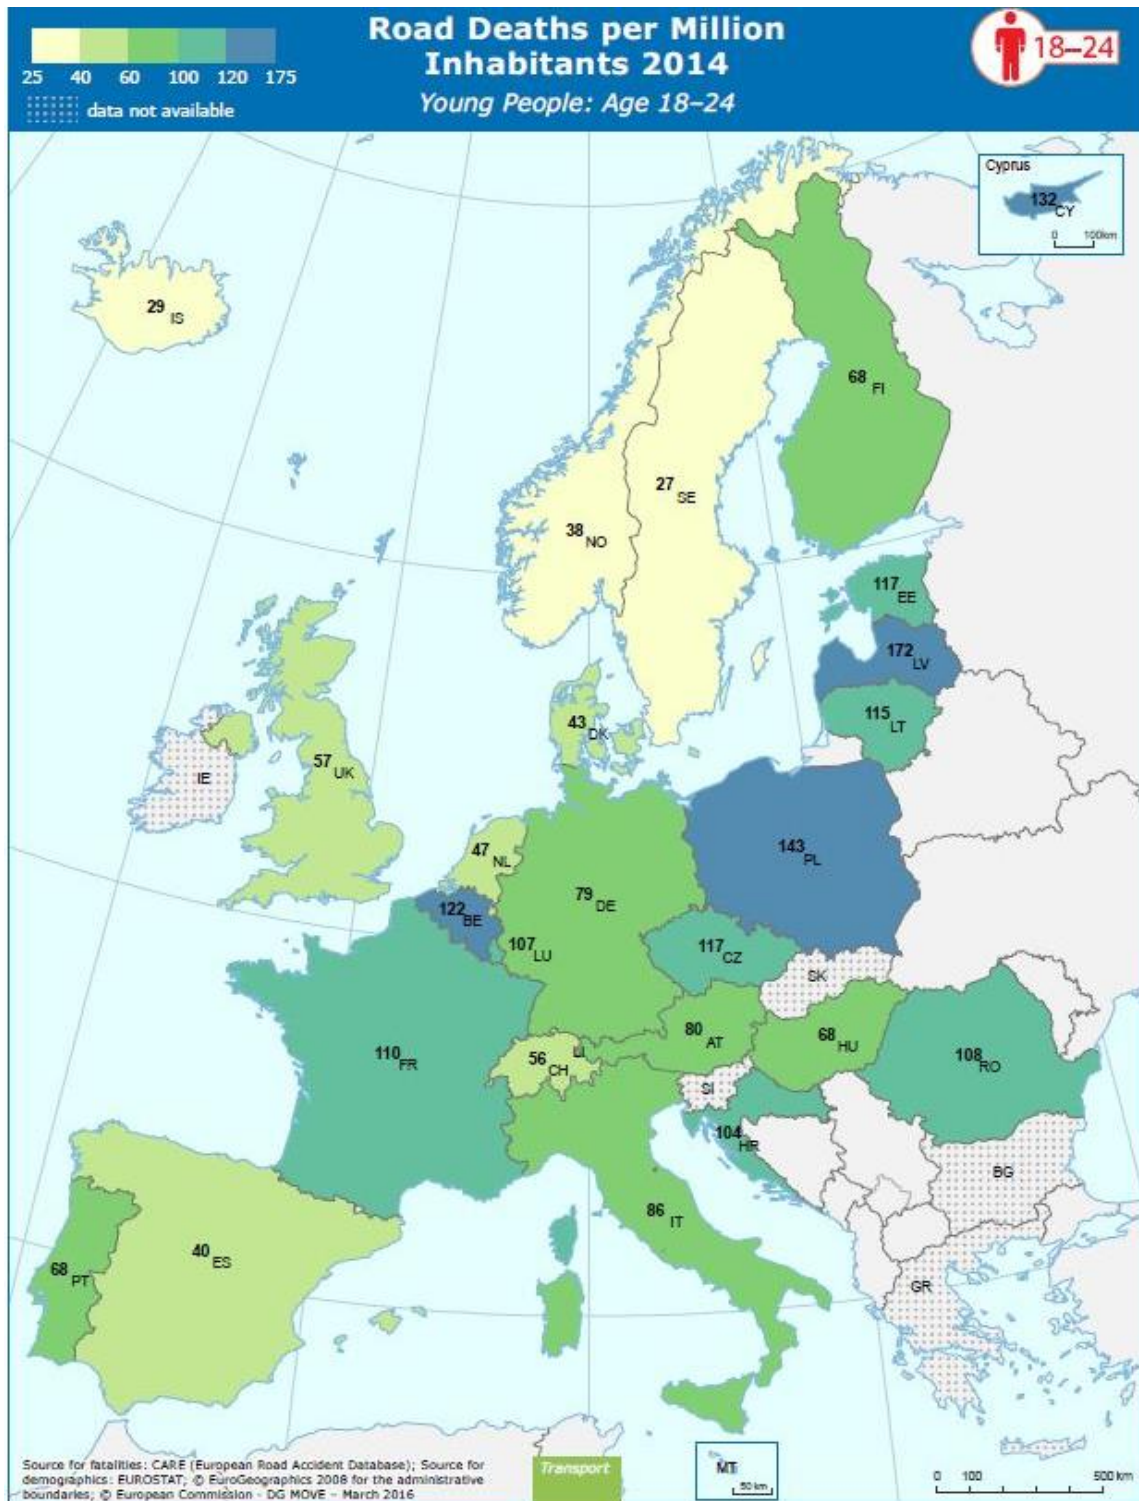 Road Deaths per Million
Inhabitants 2014
Young People: Age 18–24
25 40 60 100 120 175
data not available
18–24
Cyprus
132 CY
0 100km
29 IS
68 FI
27 SE
38 NO
117 EE
172 LV
115 LT
43 DK
57 UK
IE
47 NL
143 PL
79 DE
122 BE
107 LU
117 CZ
SK
80 AT
68 HU
56 CH
LI
110 FR
108 RO
SI
104 HR
BG
86 IT
40 ES
68 PT
GR
MT
50 km
Transport
Source for fatalities: CARE (European Road Accident Database); Source for
demographics: EUROSTAT; © EuroGeographics 2008 for the administrative
boundaries; © European Commission - DG MOVE – March 2016
0 100 500 km